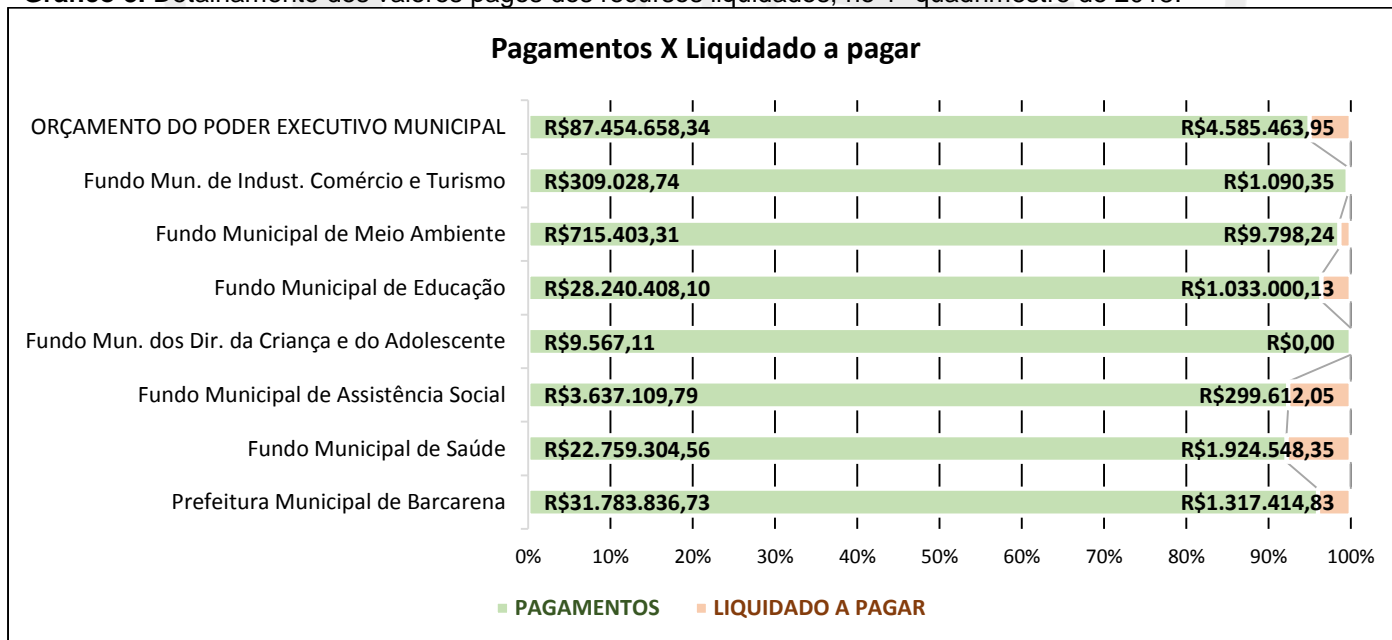 Pagamentos X Liquidado a pagar
ORÇAMENTO DO PODER EXECUTIVO MUNICIPAL R$87.454.658,34 R$4.585.463,95
Fundo Mun. de Indust. Comércio e Turismo R$309.028,74 R$1.090,35
Fundo Municipal de Meio Ambiente R$715.403,31 R$9.798,24
Fundo Municipal de Educação R$28.240.408,10 R$1.033.000,13
Fundo Mun. dos Dir. da Criança e do Adolescente R$9.567,11 R$0,00
Fundo Municipal de Assistência Social R$3.637.109,79 R$299.612,05
Fundo Municipal de Saúde R$22.759.304,56 R$1.924.548,35
Prefeitura Municipal de Barcarena R$31.783.836,73 R$1.317.414,83
0% 10% 20% 30% 40% 50% 60% 70% 80% 90% 100%
PAGAMENTOS LIQUIDADO A PAGAR